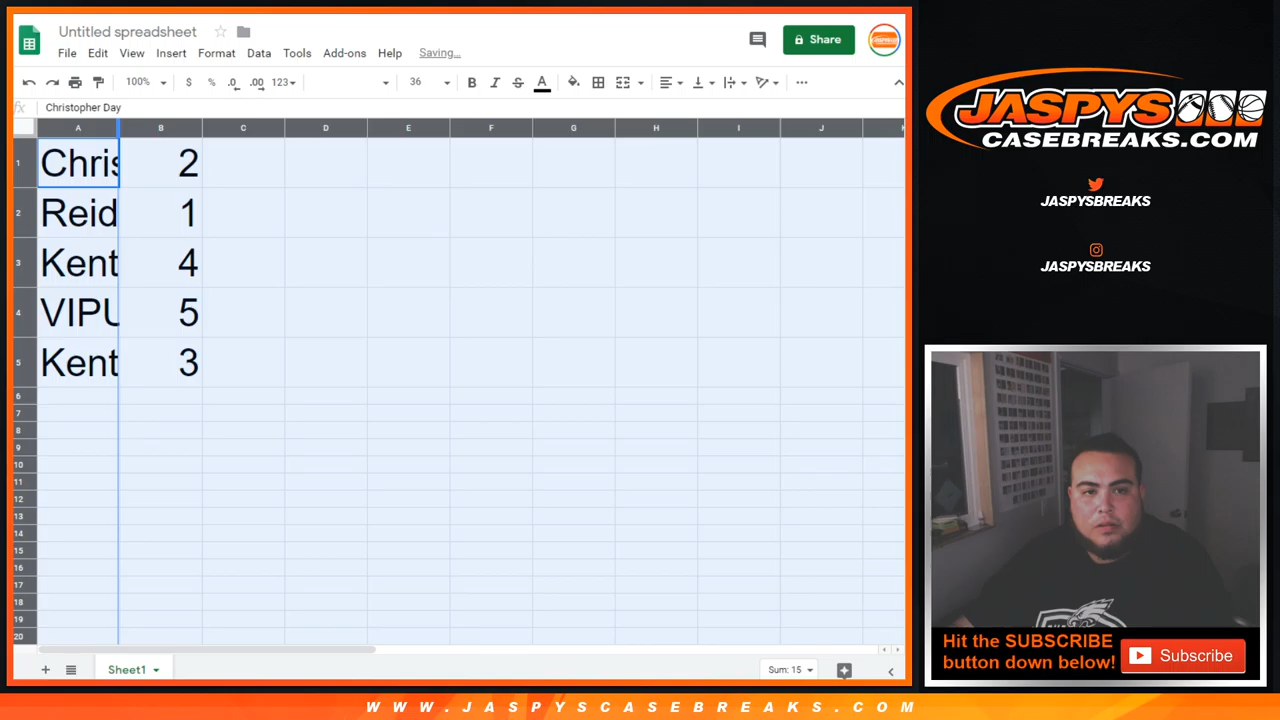 Untitled spreadsheet
File Edit View Insert Format Data Tools Add-ons Help Saving...
Share
100% $ % .0 .00 123 36 B I S A
fx Christopher Day
A B C D E F G H I J
1 Chris 2
2 Reid 1
3 Kent 4
4 VIPU 5
5 Kent 3
6
7
8
9
10
11
12
13
14
15
16
17
18
19
20
+ Sheet1 Sum: 15
JASPYS
CASEBREAKS.COM
JASPYSBREAKS
JASPYSBREAKS
Hit the SUBSCRIBE
button down below!
Subscribe
WWW.JASPYSCASEBREAKS.COM